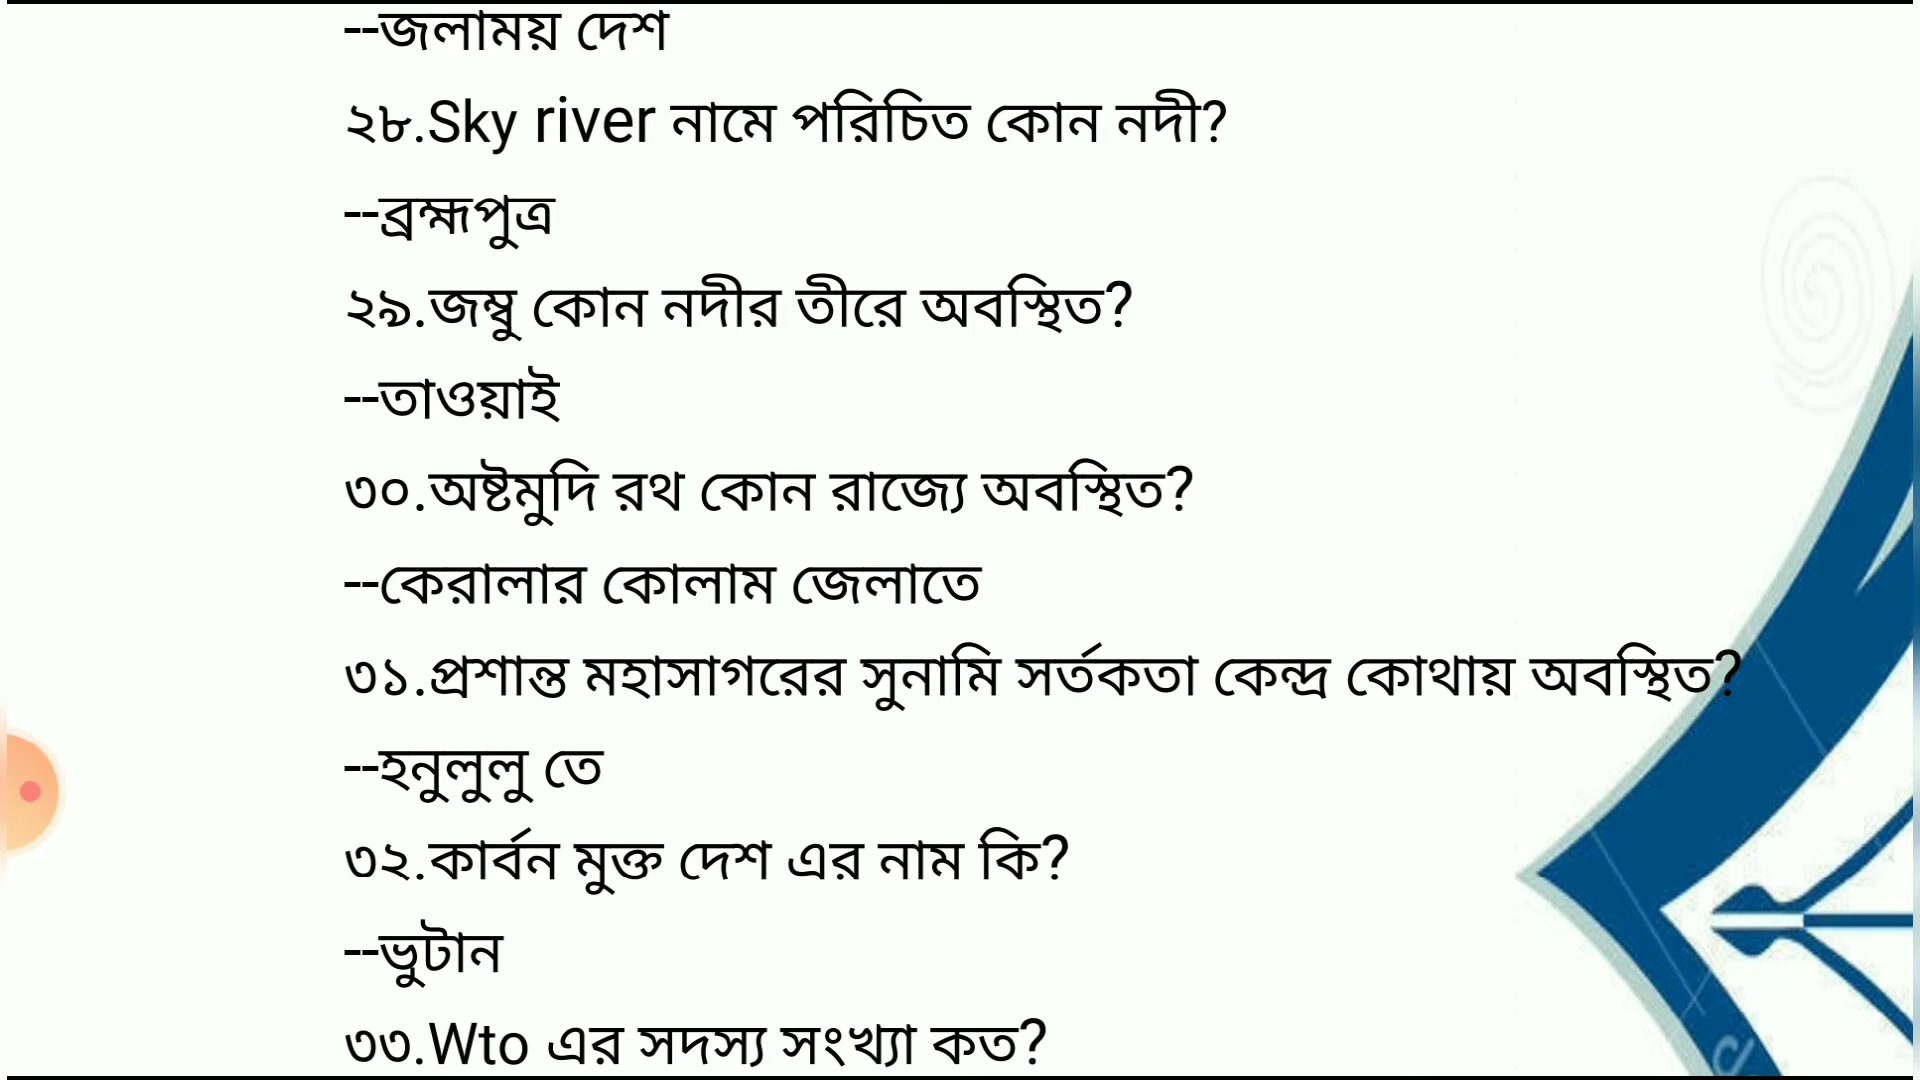 --জলাময় দেশ
২৮.Sky river নামে পরিচিত কোন নদী?
--ব্রহ্মপুত্র
২৯.জম্বু কোন নদীর তীরে অবস্থিত?
--তাওয়াই
৩০.অষ্টমুদি রথ কোন রাজ্যে অবস্থিত?
--কেরালার কোলাম জেলাতে
৩১.প্রশান্ত মহাসাগরের সুনামি সর্তকতা কেন্দ্র কোথায় অবস্থিত?
--হনুলুলু তে
৩২.কার্বন মুক্ত দেশ এর নাম কি?
--ভুটান
৩৩.Wto এর সদস্য সংখ্যা কত?